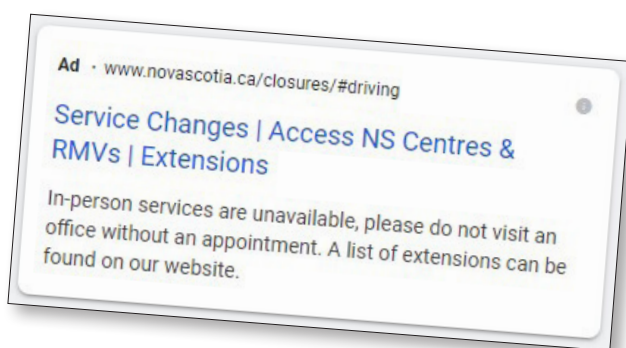 Ad · www.novascotia.ca/closures/#driving
Service Changes | Access NS Centres &
RMVs | Extensions
In-person services are unavailable, please do not visit an
office without an appointment. A list of extensions can be
found on our website.